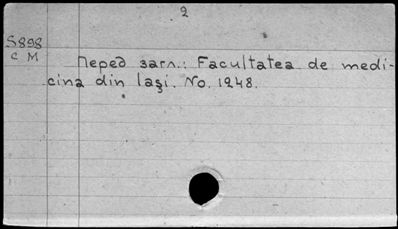 2
S898
c M
Перед загл.: Facultatea de medi-
cina din Iaşi. No. 1248.